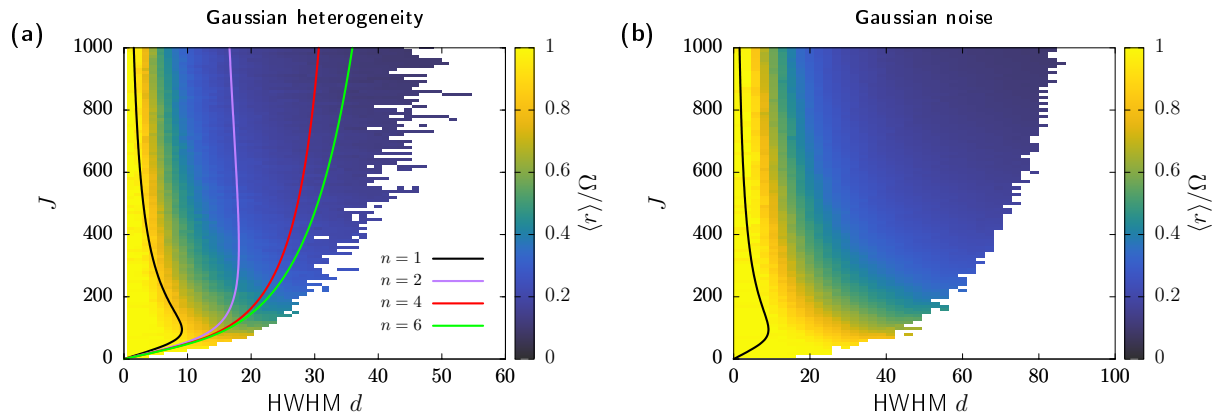 Gaussian heterogeneity
(a)
1000
800
600
400
200
0
J
0 10 20 30 40 50 60
HWHM d
n = 1
n = 2
n = 4
n = 6
1
0.8
0.6
0.4
0.2
0
⟨r⟩/Ω
Gaussian noise
(b)
1000
800
600
400
200
0
J
0 20 40 60 80 100
HWHM d
1
0.8
0.6
0.4
0.2
0
⟨r⟩/Ω